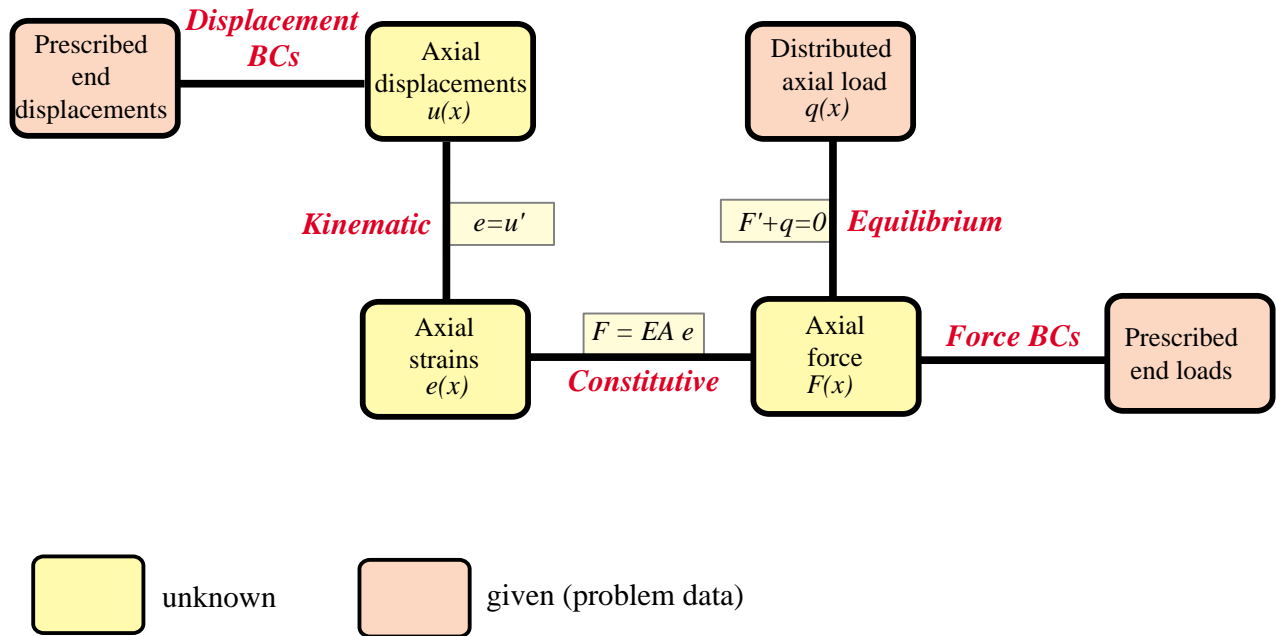 Prescribed
end
displacements
Displacement
BCs
Axial
displacements
u(x)
Distributed
axial load
q(x)
Kinematic
e=u'
F'+q=0
Equilibrium
Axial
strains
e(x)
F = EA e
Constitutive
Axial
force
F(x)
Force BCs
Prescribed
end loads
unknown
given (problem data)